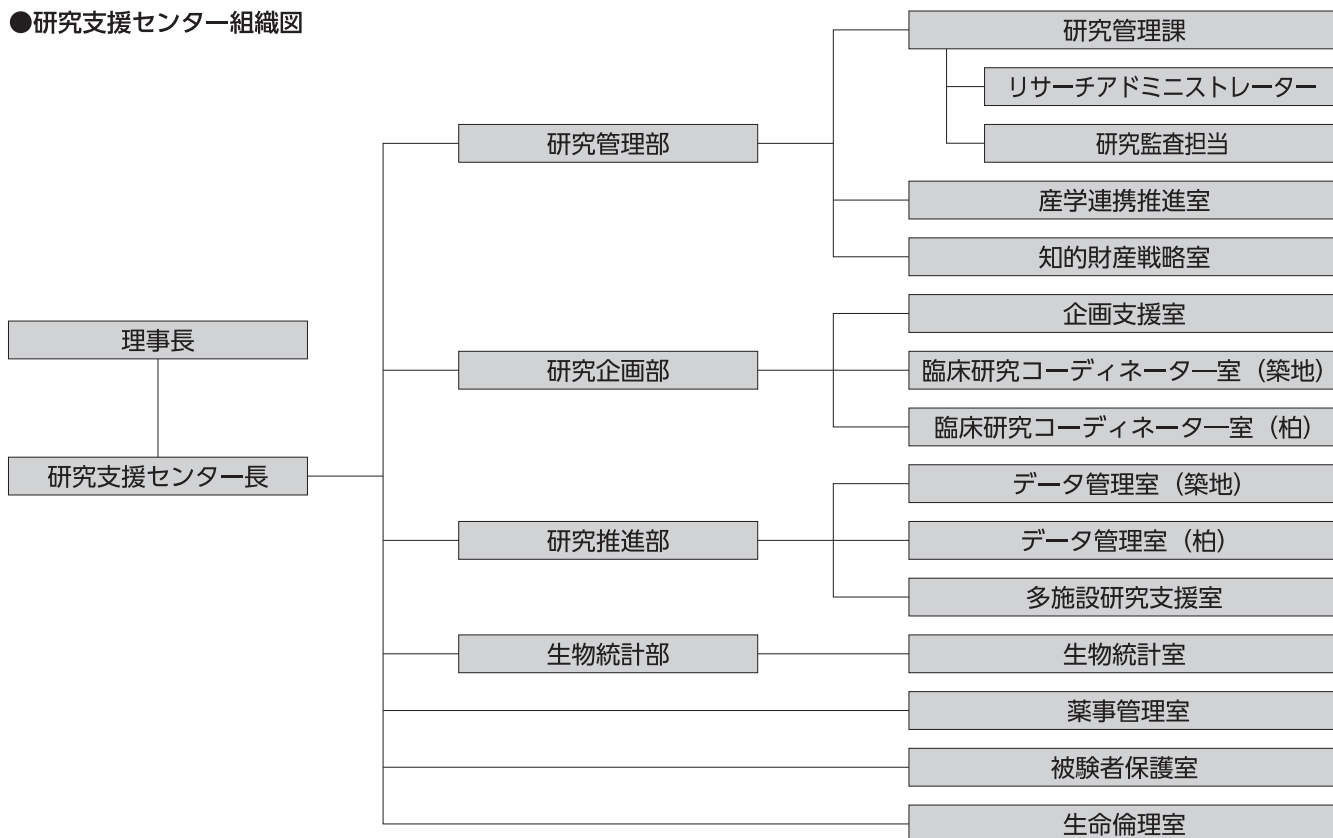 ●研究支援センター組織図
理事長
研究支援センター長
研究管理部
研究管理課
リサーチアドミニストレーター
研究監査担当
産学連携推進室
知的財産戦略室
研究企画部
企画支援室
臨床研究コーディネーター室（築地）
臨床研究コーディネーター室（柏）
研究推進部
データ管理室（築地）
データ管理室（柏）
多施設研究支援室
生物統計部
生物統計室
薬事管理室
被験者保護室
生命倫理室